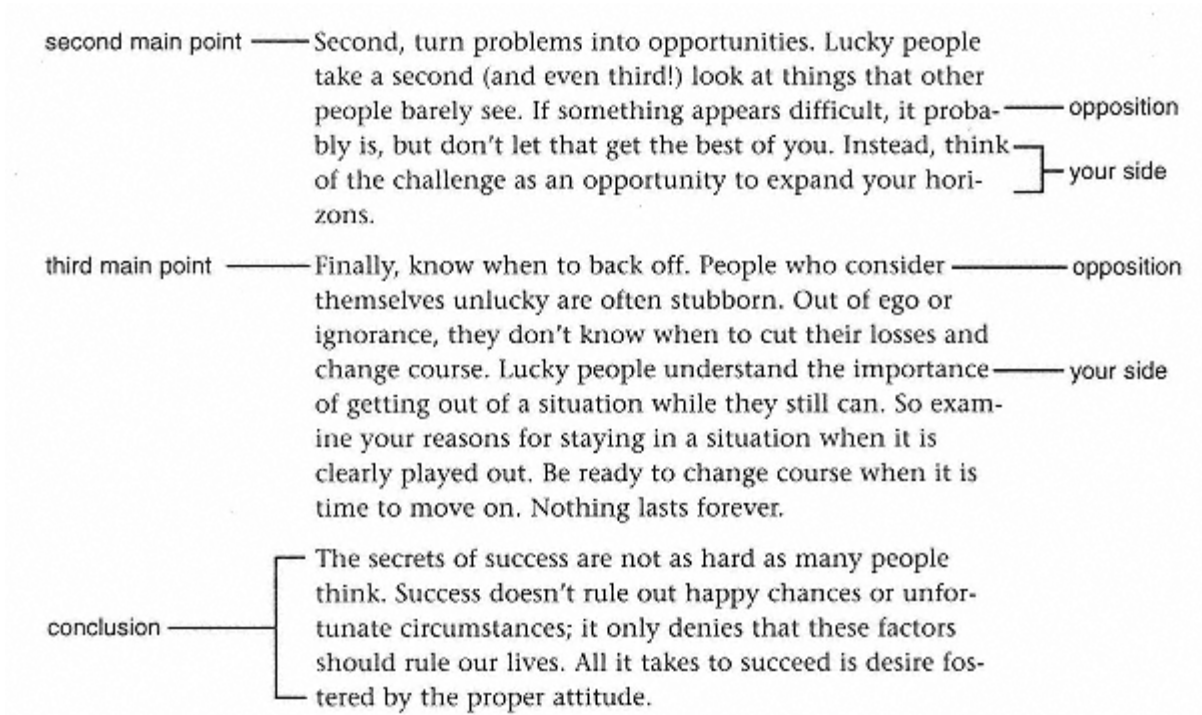 second main point Second, turn problems into opportunities. Lucky people
take a second (and even third!) look at things that other
people barely see. If something appears difficult, it proba- opposition
bly is, but don't let that get the best of you. Instead, think
of the challenge as an opportunity to expand your hori- your side
zons.
third main point Finally, know when to back off. People who consider opposition
themselves unlucky are often stubborn. Out of ego or
ignorance, they don't know when to cut their losses and
change course. Lucky people understand the importance your side
of getting out of a situation while they still can. So exam-
ine your reasons for staying in a situation when it is
clearly played out. Be ready to change course when it is
time to move on. Nothing lasts forever.
The secrets of success are not as hard as many people
think. Success doesn't rule out happy chances or unfor-
conclusion tunate circumstances; it only denies that these factors
should rule our lives. All it takes to succeed is desire fos-
tered by the proper attitude.